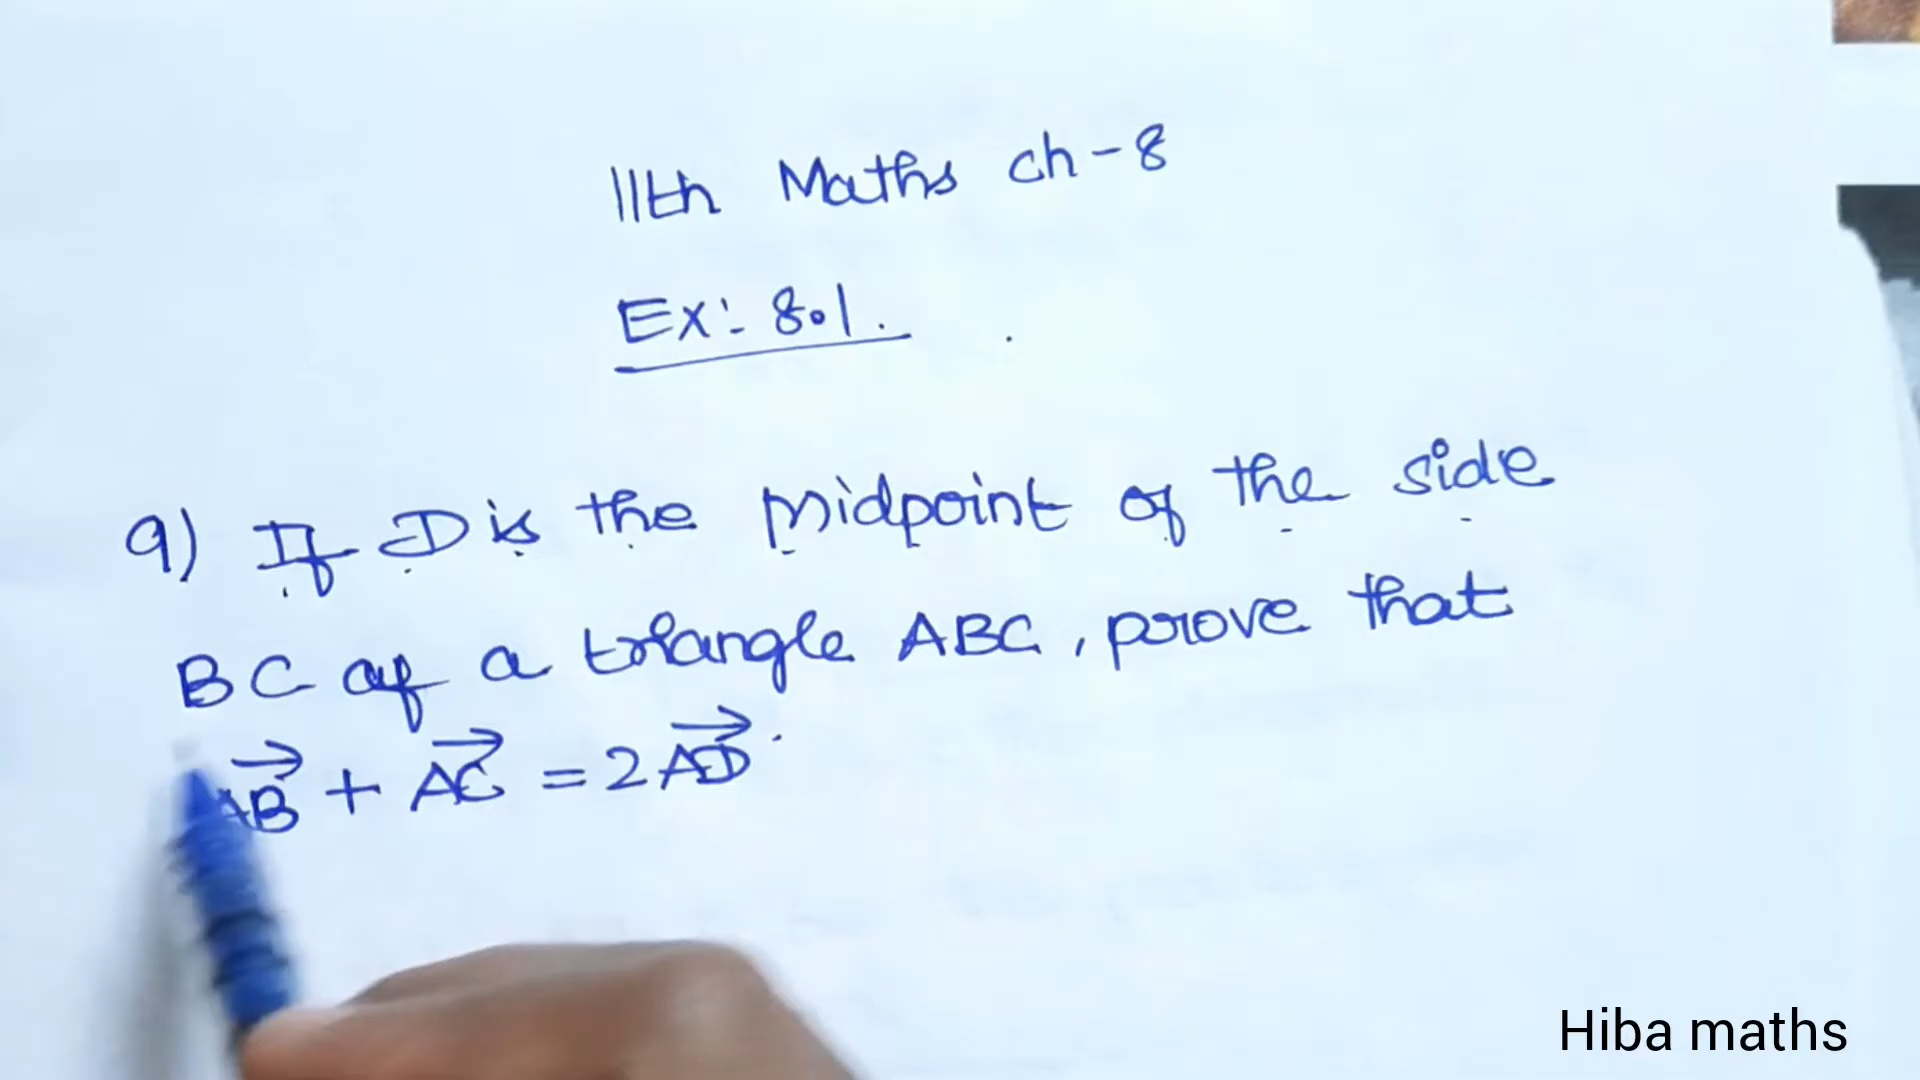 11th Maths ch-8
Ex:- 8.1.
9) If D is the Midpoint of the side
BC of a triangle ABC, prove that
AB + AC = 2AD.
Hiba maths